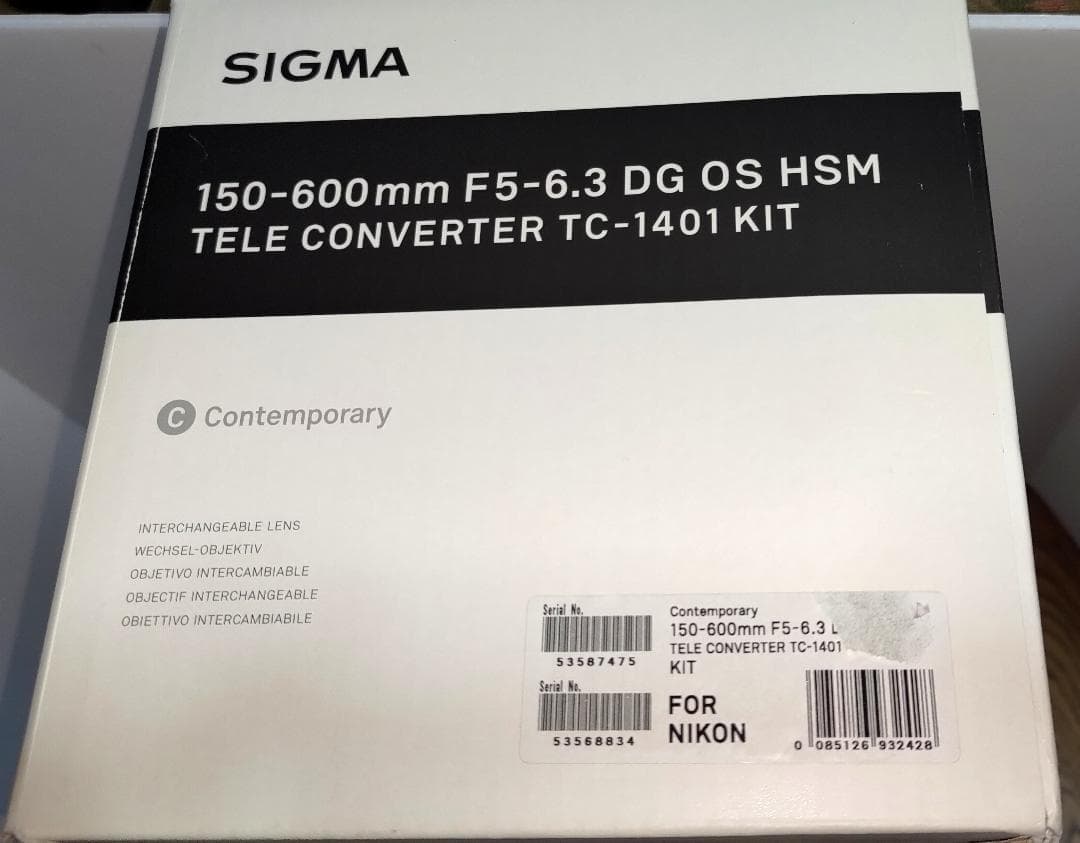 SIGMA
150-600mm F5-6.3 DG OS HSM
TELE CONVERTER TC-1401 KIT
C Contemporary
INTERCHANGEABLE LENS
WECHSEL-OBJEKTIV
OBJETIVO INTERCAMBIABLE
OBJECTIF INTERCHANGEABLE
OBIETTIVO INTERCAMBIABILE
Serial No.
53587475
Serial No.
53568834
Contemporary
150-600mm F5-6.3
TELE CONVERTER TC-1401
KIT
FOR
NIKON
0 085126 932428